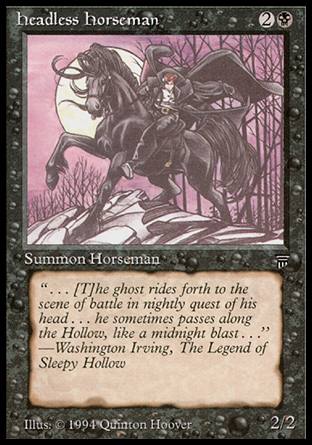 Headless Horseman 2
Summon Horseman
“. . . [T]he ghost rides forth to the
scene of battle in nightly quest of his
head . . . he sometimes passes along
the Hollow, like a midnight blast . . .”
—Washington Irving, The Legend of
Sleepy Hollow
Illus: © 1994 Quinton Hoover 2/2